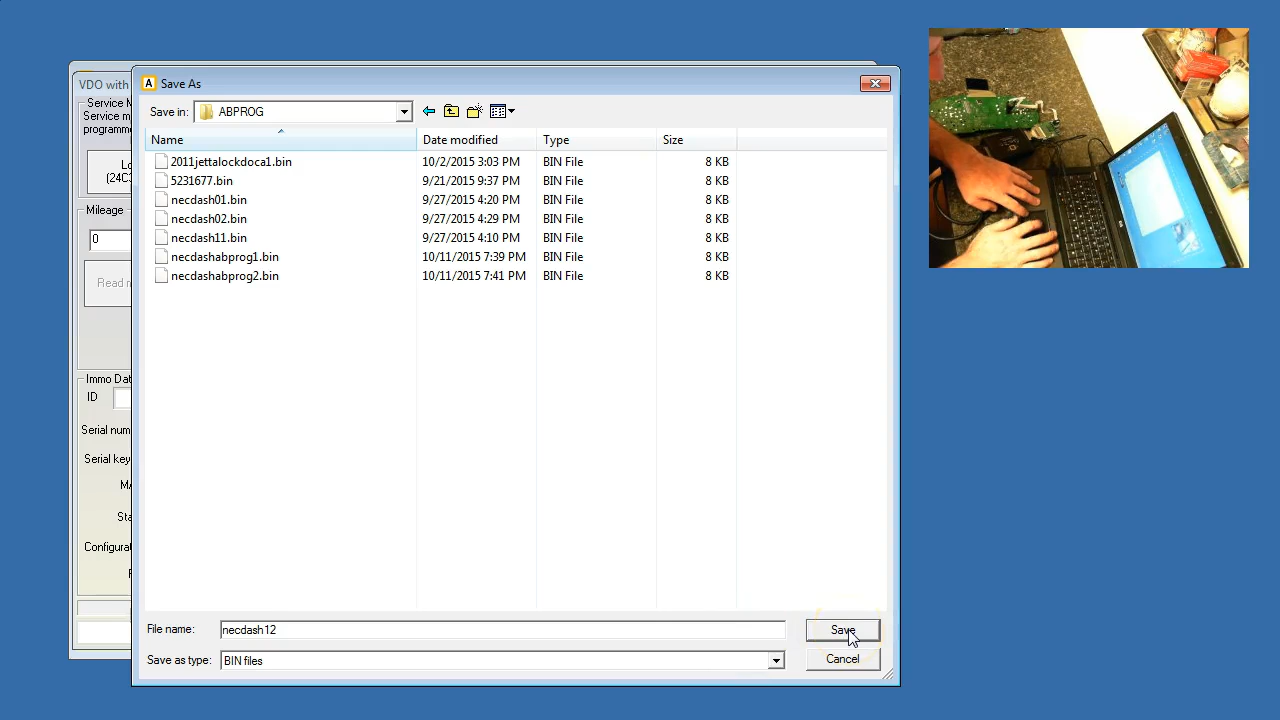 VDO with
A Save As
Save in: ABPROG
Name Date modified Type Size
2011jettalockdoca1.bin 10/2/2015 3:03 PM BIN File 8 KB
5231677.bin 9/21/2015 9:37 PM BIN File 8 KB
necdash01.bin 9/27/2015 4:20 PM BIN File 8 KB
necdash02.bin 9/27/2015 4:29 PM BIN File 8 KB
necdash11.bin 9/27/2015 4:10 PM BIN File 8 KB
necdashabprog1.bin 10/11/2015 7:39 PM BIN File 8 KB
necdashabprog2.bin 10/11/2015 7:41 PM BIN File 8 KB
File name: necdash12 Save
Save as type: BIN files Cancel
Service M
Service m
programme
Lo
(24C
Mileage
0
Read n
Immo Dat
ID
Serial num
Serial key
MA
Sta
Configurat